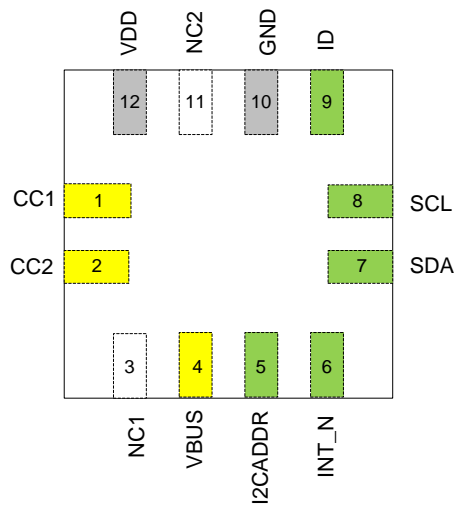 VDD
NC2
GND
ID
12
11
10
9
CC1
1
8
SCL
CC2
2
7
SDA
3
4
5
6
NC1
VBUS
I2CADDR
INT_N